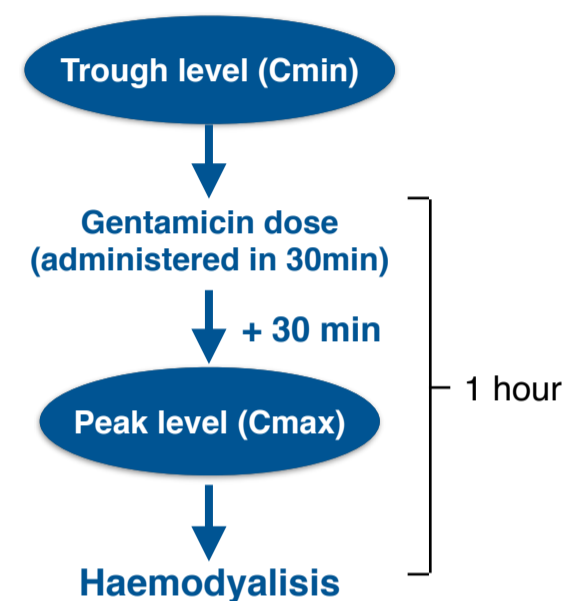 Trough level (Cmin)
Gentamicin dose
(administered in 30min)
+ 30 min
Peak level (Cmax)
1 hour
Haemodyalisis